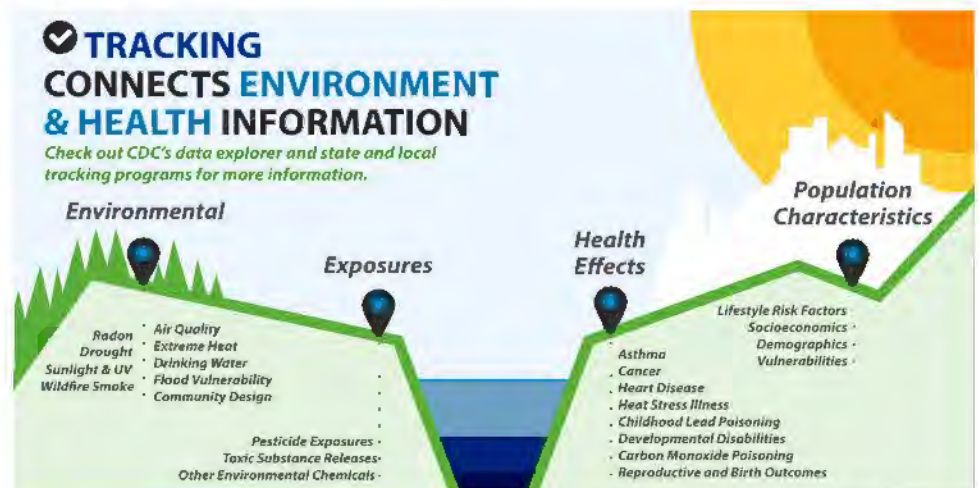 TRACKING
CONNECTS ENVIRONMENT
& HEALTH INFORMATION
Check out CDC's data explorer and state and local
tracking programs for more information.
Environmental
Radon
Drought
Sunlight & UV
Wildfire Smoke
Air Quality
Extreme Heat
Drinking Water
Flood Vulnerability
Community Design
Exposures
Pesticide Exposures
Toxic Substance Releases
Other Environmental Chemicals
Health
Effects
Asthma
Cancer
Heart Disease
Heat Stress Illness
Childhood Lead Poisoning
Developmental Disabilities
Carbon Monoxide Poisoning
Reproductive and Birth Outcomes
Population
Characteristics
Lifestyle Risk Factors
Socioeconomics
Demographics
Vulnerabilities